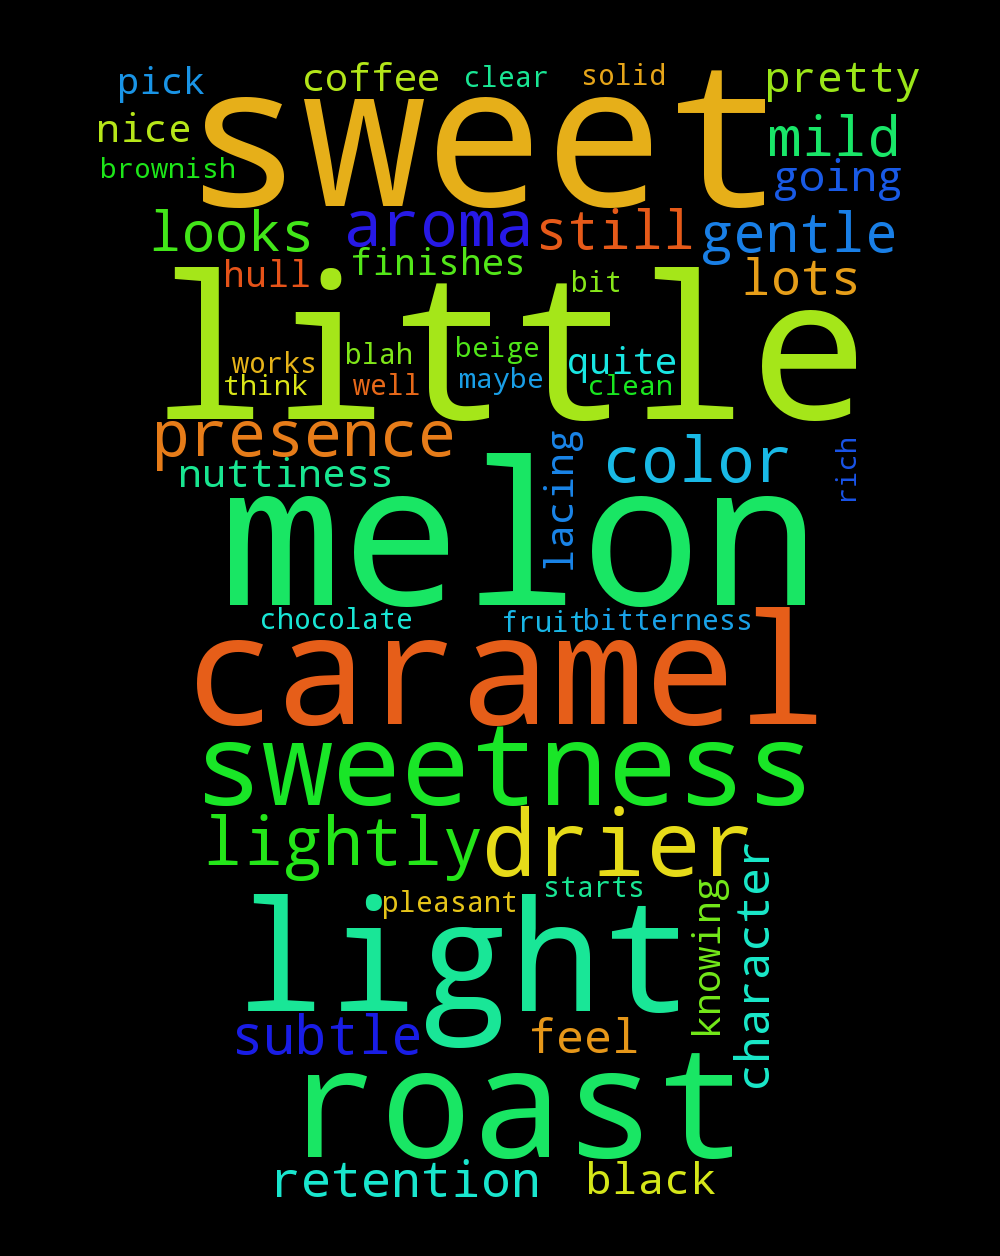 pick coffee clear solid pretty
sweet
nice mild
brownish going
looks aroma still gentle
hull finishes bit lots
little
works blah beige quite
think well maybe clean
presence color
nuttiness lacing rich
melon
chocolate fruit bitterness
caramel
sweetness
lightly drier
pleasant starts character
light knowing
subtle feel
roast
retention black